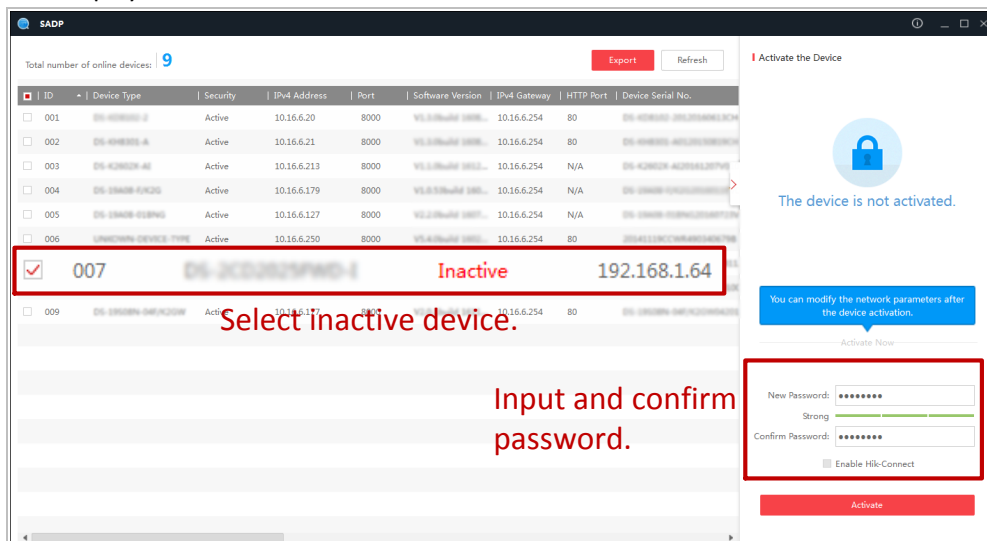 SADP
Total number of online devices: 9
Export
Refresh
Activate the Device
ID | Device Type | Security | IPv4 Address | Port | Software Version | IPv4 Gateway | HTTP Port | Device Serial No.
001 Active 10.16.6.20 8000 10.16.6.254 80
002 Active 10.16.6.21 8000 10.16.6.254 80
003 Active 10.16.6.213 8000 10.16.6.254 N/A
004 Active 10.16.6.179 8000 10.16.6.254 N/A
005 Active 10.16.6.127 8000 10.16.6.254 N/A
006 Active 10.16.6.250 8000 10.16.6.254 80
007 Inactive 192.168.1.64
009 10.16.6.254 80
Select inactive device.
Input and confirm
password.
The device is not activated.
You can modify the network parameters after
the device activation.
Activate Now
New Password: ●●●●●●●●
Strong
Confirm Password: ●●●●●●●●
Enable Hik-Connect
Activate